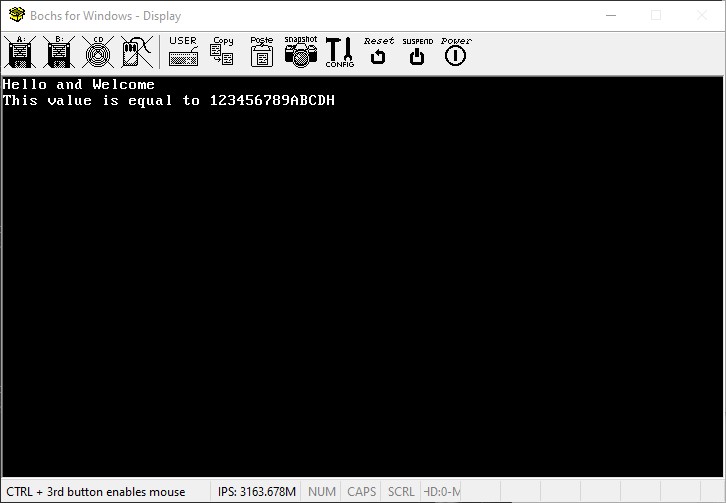 Bochs for Windows - Display
A: B: CD USER Copy Paste snapshot CONFIG Reset SUSPEND Power
Hello and Welcome
This value is equal to 123456789ABCDH
CTRL + 3rd button enables mouse IPS: 3163.678M NUM CAPS SCRL HD:0-M